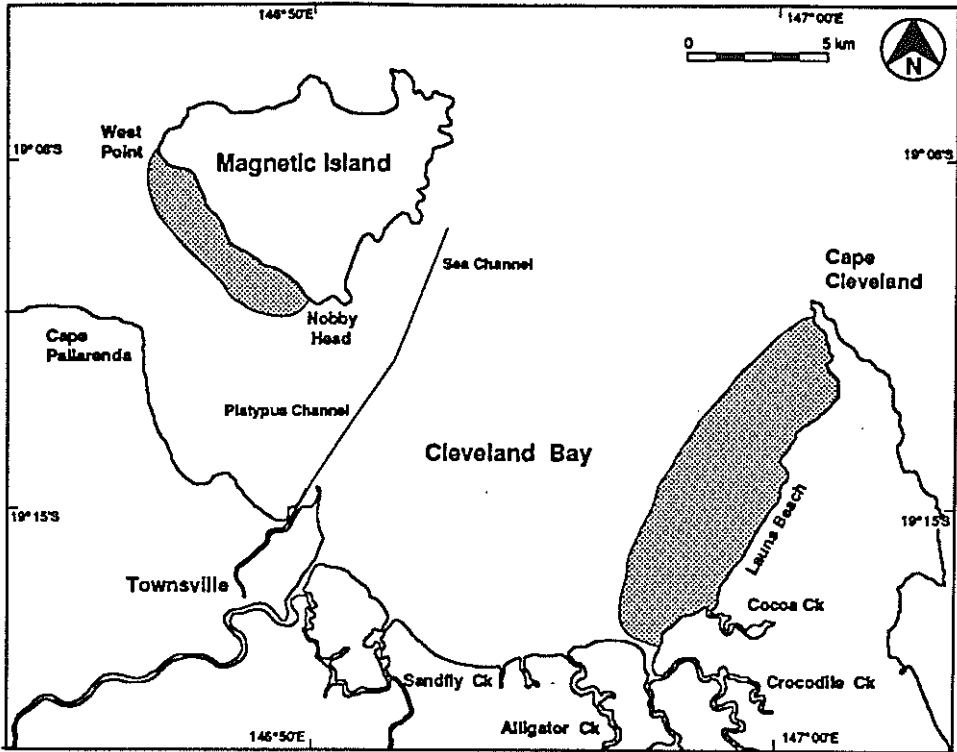 146°50'E
147°00'E
0
5 km
N
West
Point
19°08'S
Magnetic Island
19°08'S
Sea Channel
Cape
Cleveland
Nobby
Head
Cape
Pallarenda
Platypus Channel
Cleveland Bay
Launs Beach
19°15'S
19°15'S
Townsville
Cocoa Ck
Sandfly Ck
Crocodile Ck
Alligator Ck
146°50'E
147°00'E